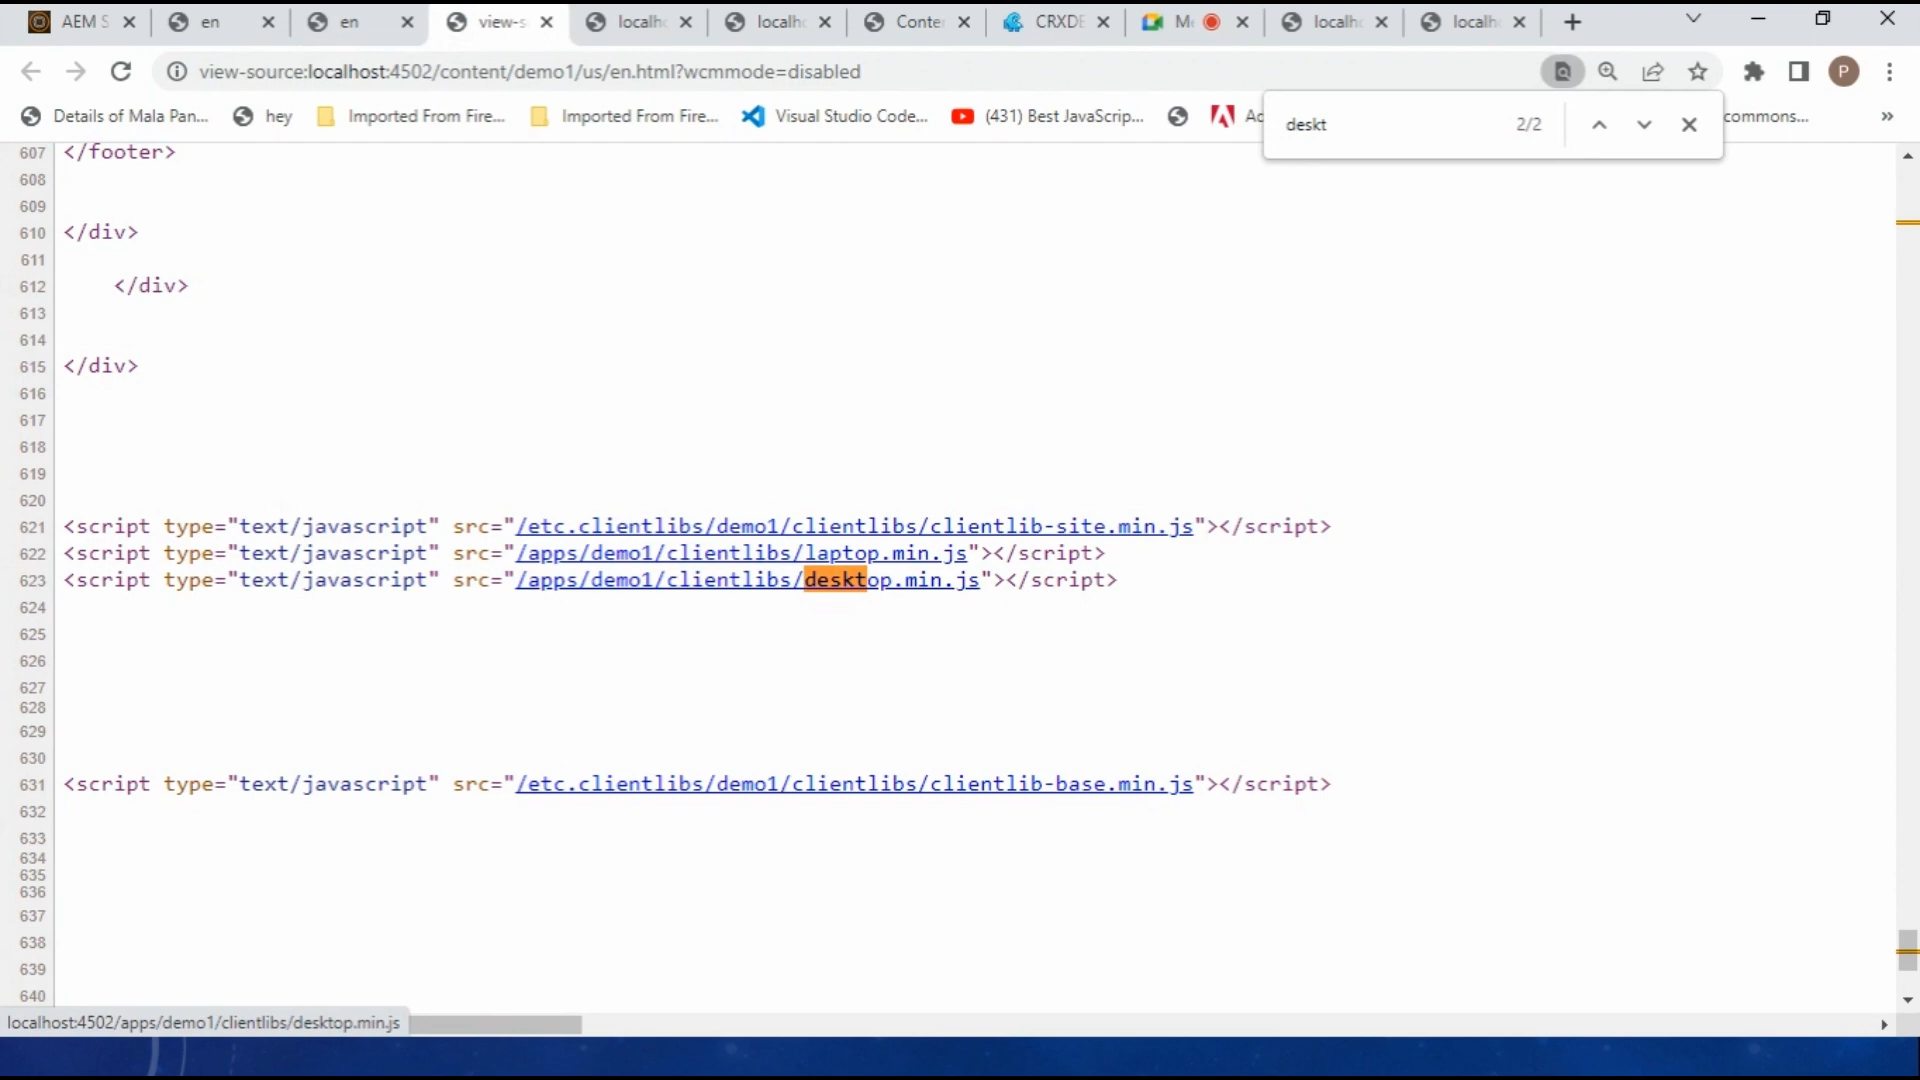 AEM S
en
en
view-s
localh
localh
Conte
CRXDE
M
localh
localh
view-source:localhost:4502/content/demo1/us/en.html?wcmmode=disabled
P
Details of Mala Pan...
hey
Imported From Fire...
Imported From Fire...
Visual Studio Code...
(431) Best JavaScrip...
Ad
commons...
»
deskt
2/2
607 </footer>
608
609
610 </div>
611
612 </div>
613
614
615 </div>
616
617
618
619
620
621 <script type="text/javascript" src="/etc.clientlibs/demo1/clientlibs/clientlib-site.min.js"></script>
622 <script type="text/javascript" src="/apps/demo1/clientlibs/laptop.min.js"></script>
623 <script type="text/javascript" src="/apps/demo1/clientlibs/desktop.min.js"></script>
624
625
626
627
628
629
630
631 <script type="text/javascript" src="/etc.clientlibs/demo1/clientlibs/clientlib-base.min.js"></script>
632
633
634
635
636
637
638
639
640
localhost:4502/apps/demo1/clientlibs/desktop.min.js